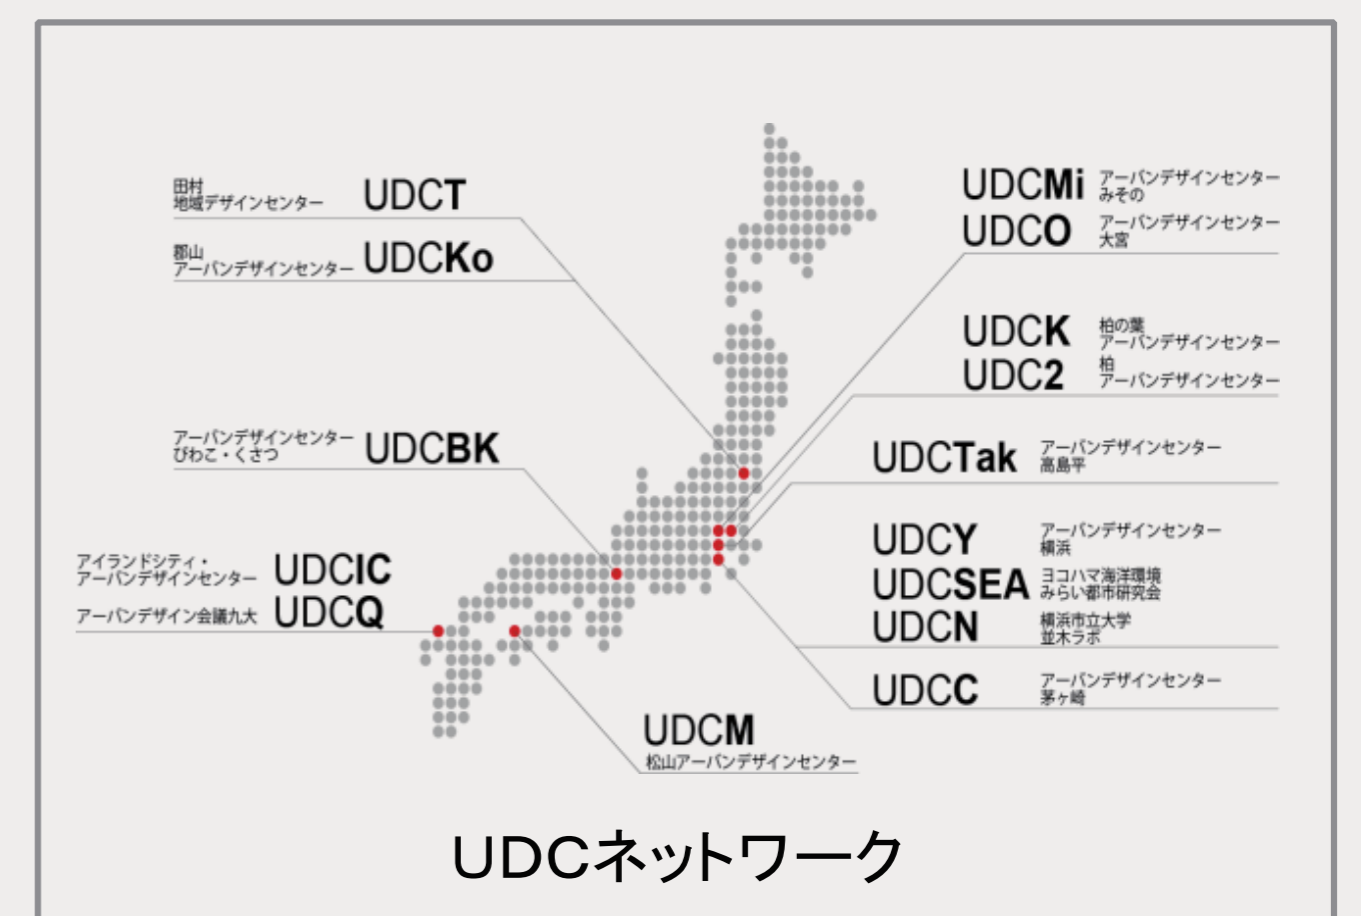 田村
地域デザインセンター
UDCT
郡山
アーバンデザインセンター
UDCKo
アーバンデザインセンター
びわこ・くさつ
UDCBK
アイランドシティ・
アーバンデザインセンター
UDCIC
アーバンデザイン会議九大
UDCQ
UDCM
松山アーバンデザインセンター
UDCMi
アーバンデザインセンター
みその
UDCO
アーバンデザインセンター
大宮
UDCK
柏の葉
アーバンデザインセンター
UDC2
柏
アーバンデザインセンター
UDCTak
アーバンデザインセンター
高島平
UDCY
アーバンデザインセンター
横浜
UDCSEA
ヨコハマ海洋環境
みらい都市研究会
UDCN
横浜市立大学
並木ラボ
UDCC
アーバンデザインセンター
茅ヶ崎
UDCネットワーク